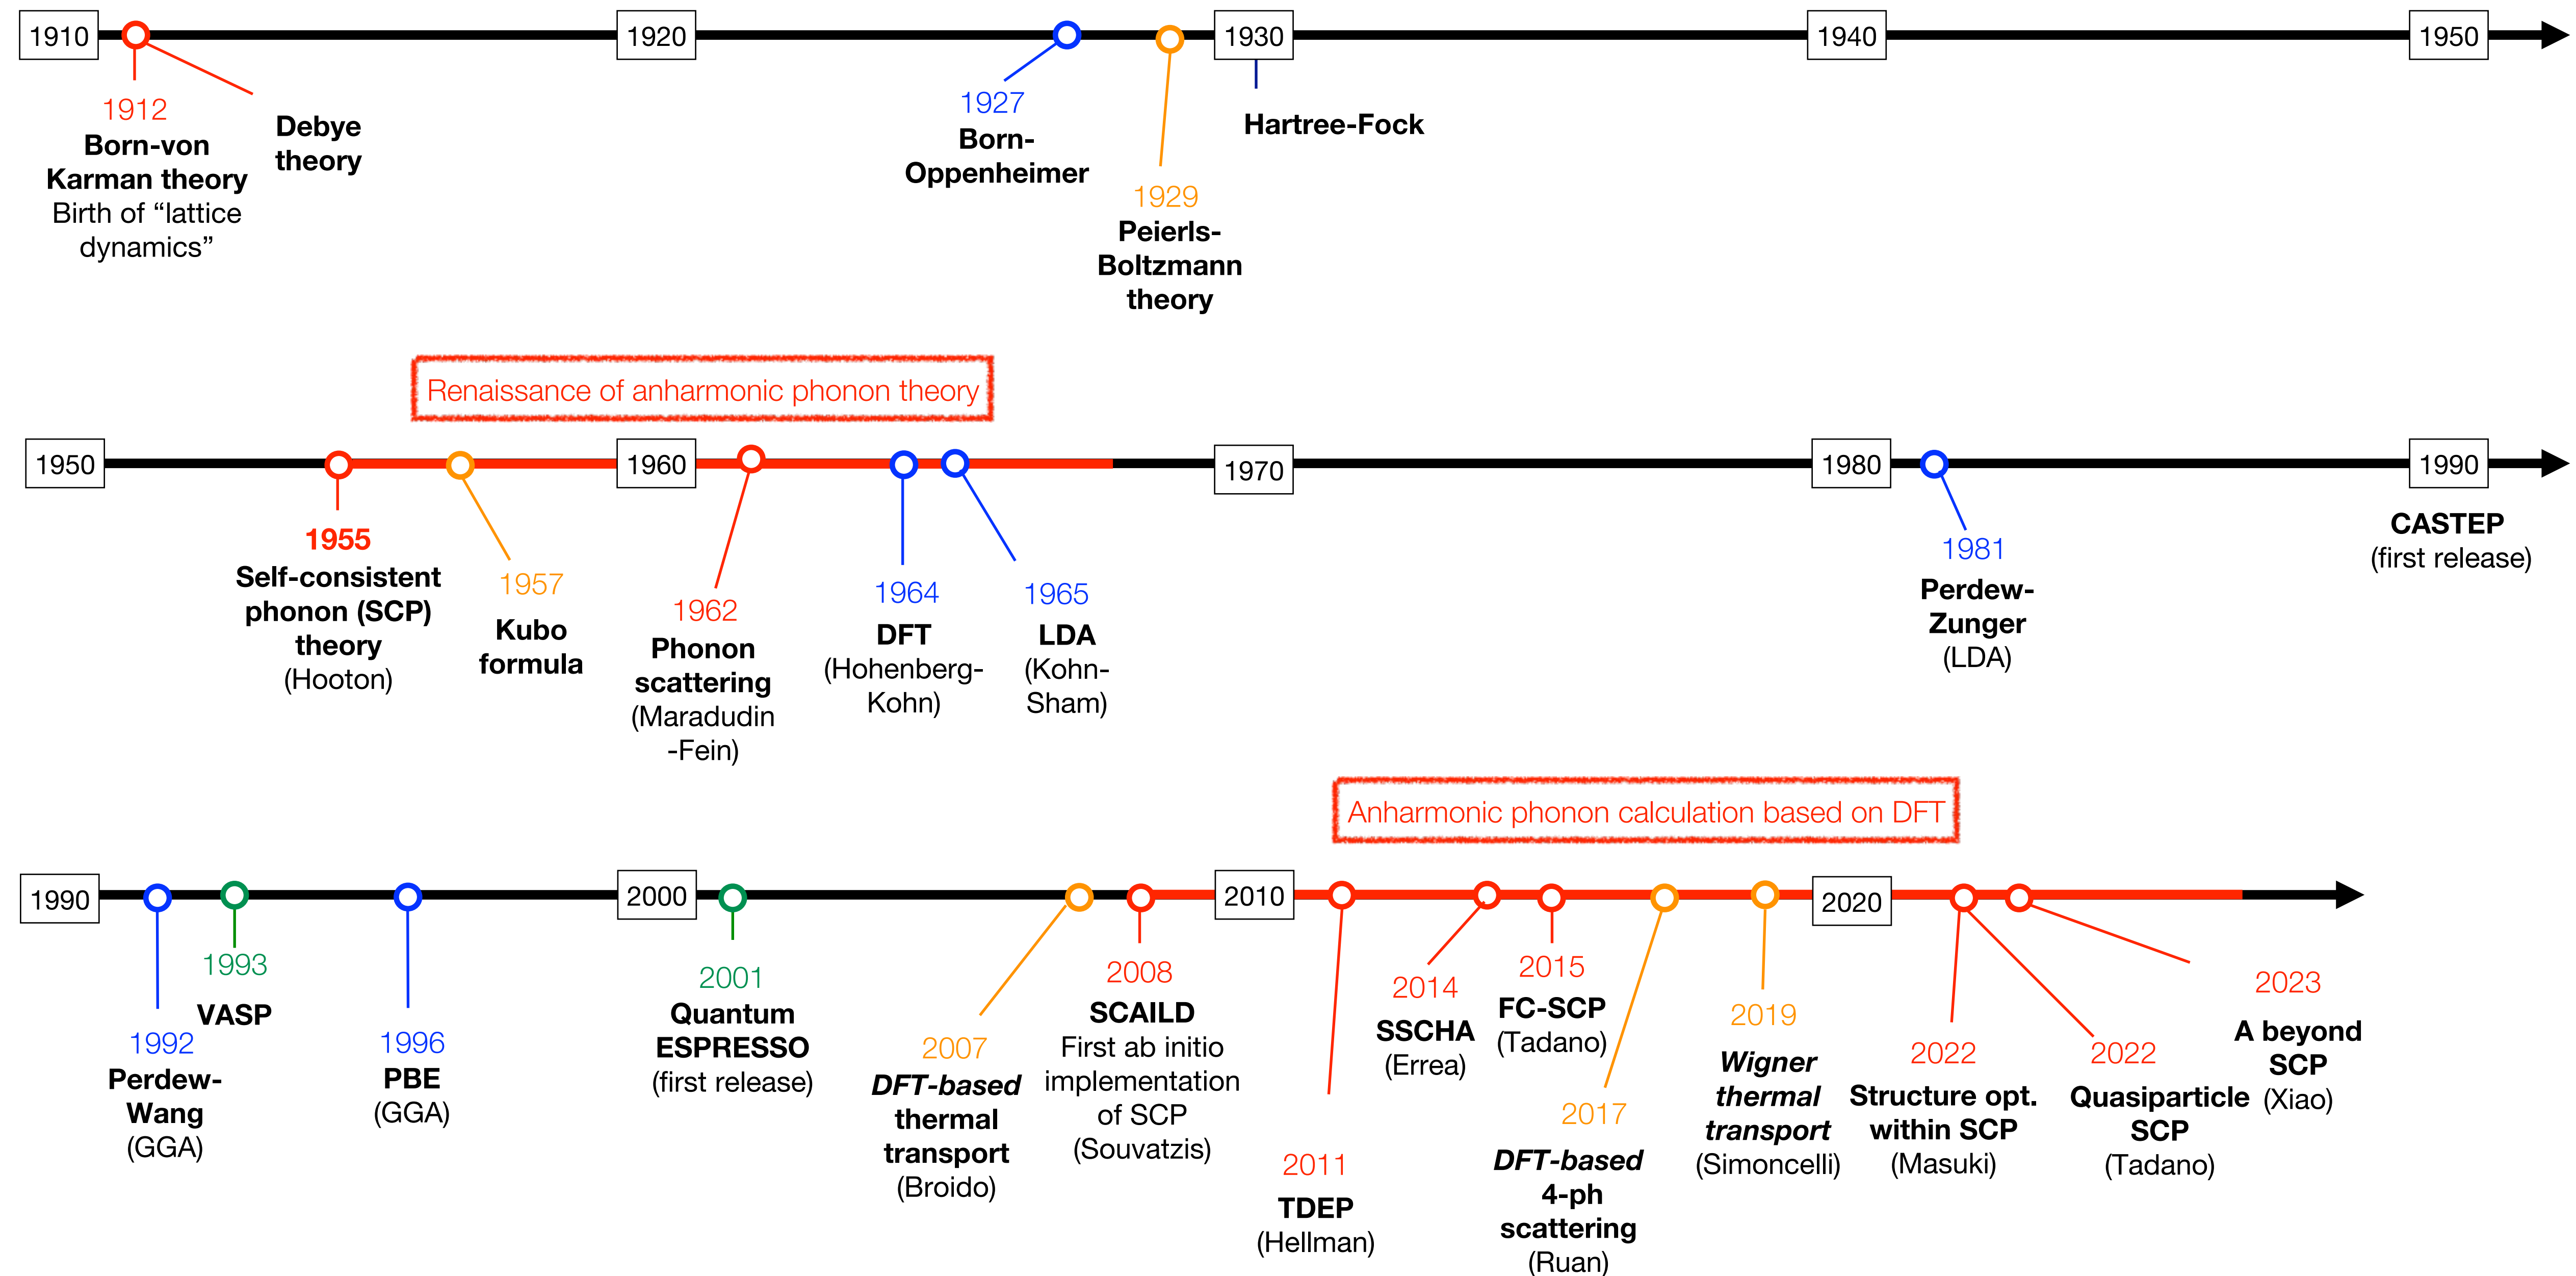 1910
1920
1930
1940
1950
1912
Born-von
Karman theory
Birth of “lattice
dynamics”
Debye
theory
1927
Born-
Oppenheimer
1929
Peierls-
Boltzmann
theory
Hartree-Fock
Renaissance of anharmonic phonon theory
1950
1960
1970
1980
1990
1955
Self-consistent
phonon (SCP)
theory
(Hooton)
1957
Kubo
formula
1962
Phonon
scattering
(Maradudin
-Fein)
1964
DFT
(Hohenberg-
Kohn)
1965
LDA
(Kohn-
Sham)
1981
Perdew-
Zunger
(LDA)
CASTEP
(first release)
Anharmonic phonon calculation based on DFT
1990
2000
2010
2020
1992
Perdew-
Wang
(GGA)
1993
VASP
1996
PBE
(GGA)
2001
Quantum
ESPRESSO
(first release)
2007
DFT-based
thermal
transport
(Broido)
2008
SCAILD
First ab initio
implementation
of SCP
(Souvatzis)
2011
TDEP
(Hellman)
2014
SSCHA
(Errea)
2015
FC-SCP
(Tadano)
2017
DFT-based
4-ph
scattering
(Ruan)
2019
Wigner
thermal
transport
(Simoncelli)
2022
Structure opt.
within SCP
(Masuki)
2022
Quasiparticle
SCP
(Tadano)
2023
A beyond
SCP
(Xiao)